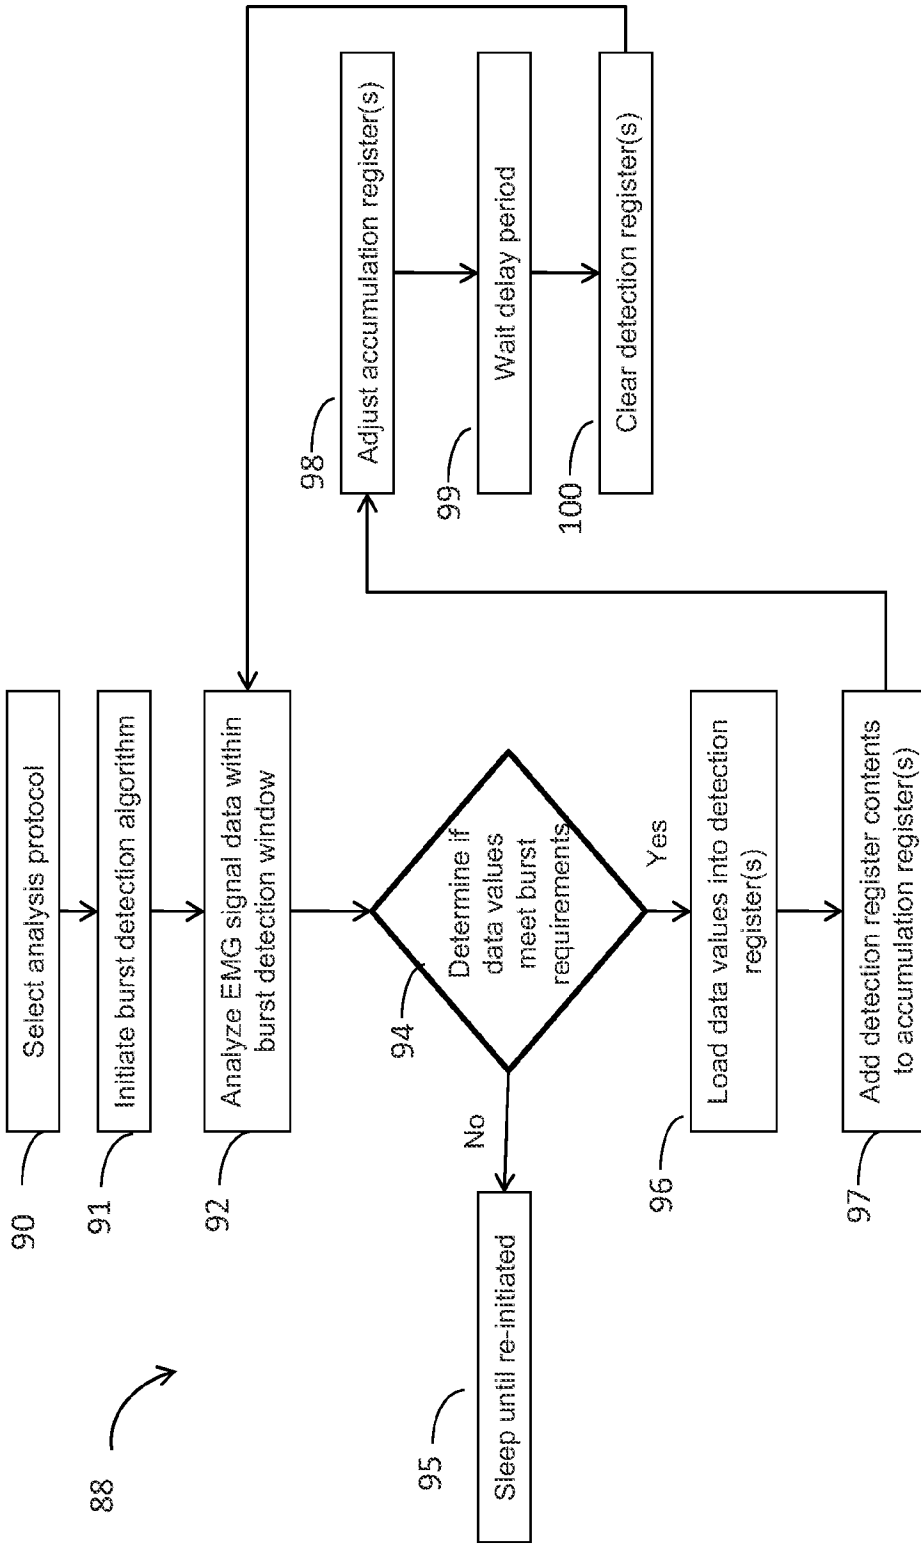 88
90
Select analysis protocol
91
Initiate burst detection algorithm
92
Analyze EMG signal data within
burst detection window
94
Determine if
data values
meet burst
requirements
No
95
Sleep until re-initiated
Yes
96
Load data values into detection
register(s)
97
Add detection register contents
to accumulation register(s)
98
Adjust accumulation register(s)
99
Wait delay period
100
Clear detection register(s)